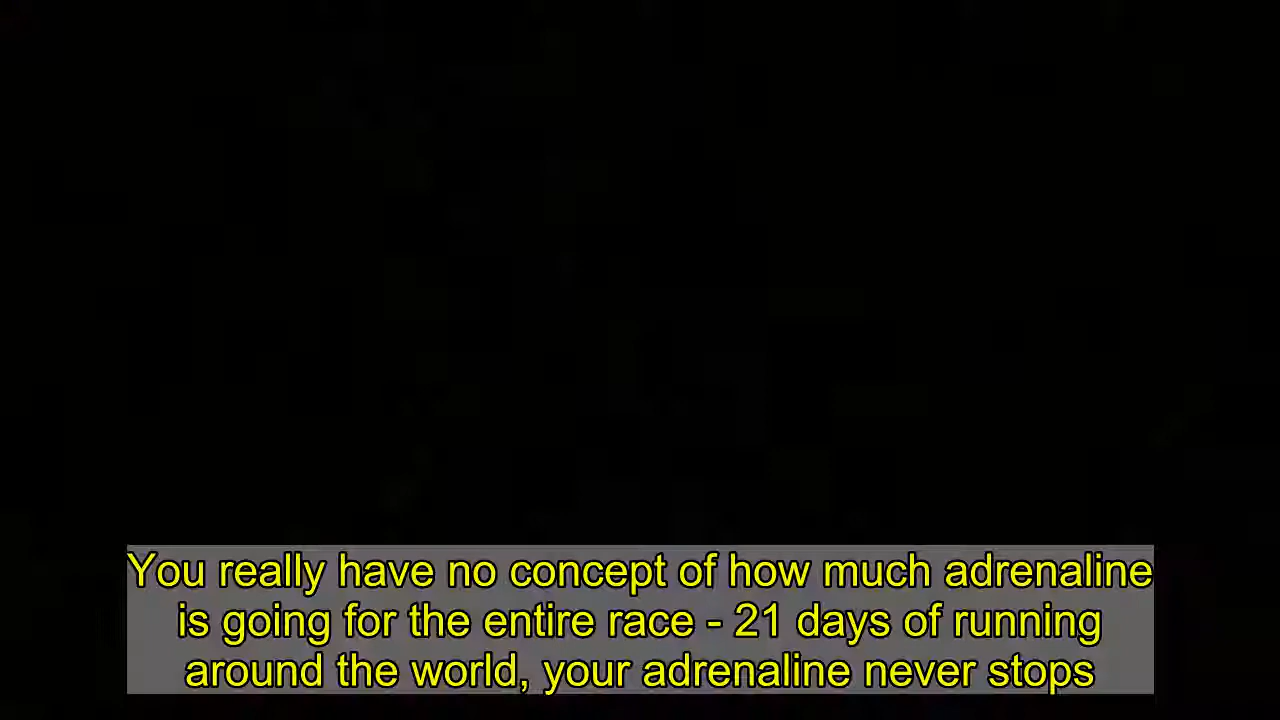 You really have no concept of how much adrenaline
is going for the entire race - 21 days of running
around the world, your adrenaline never stops